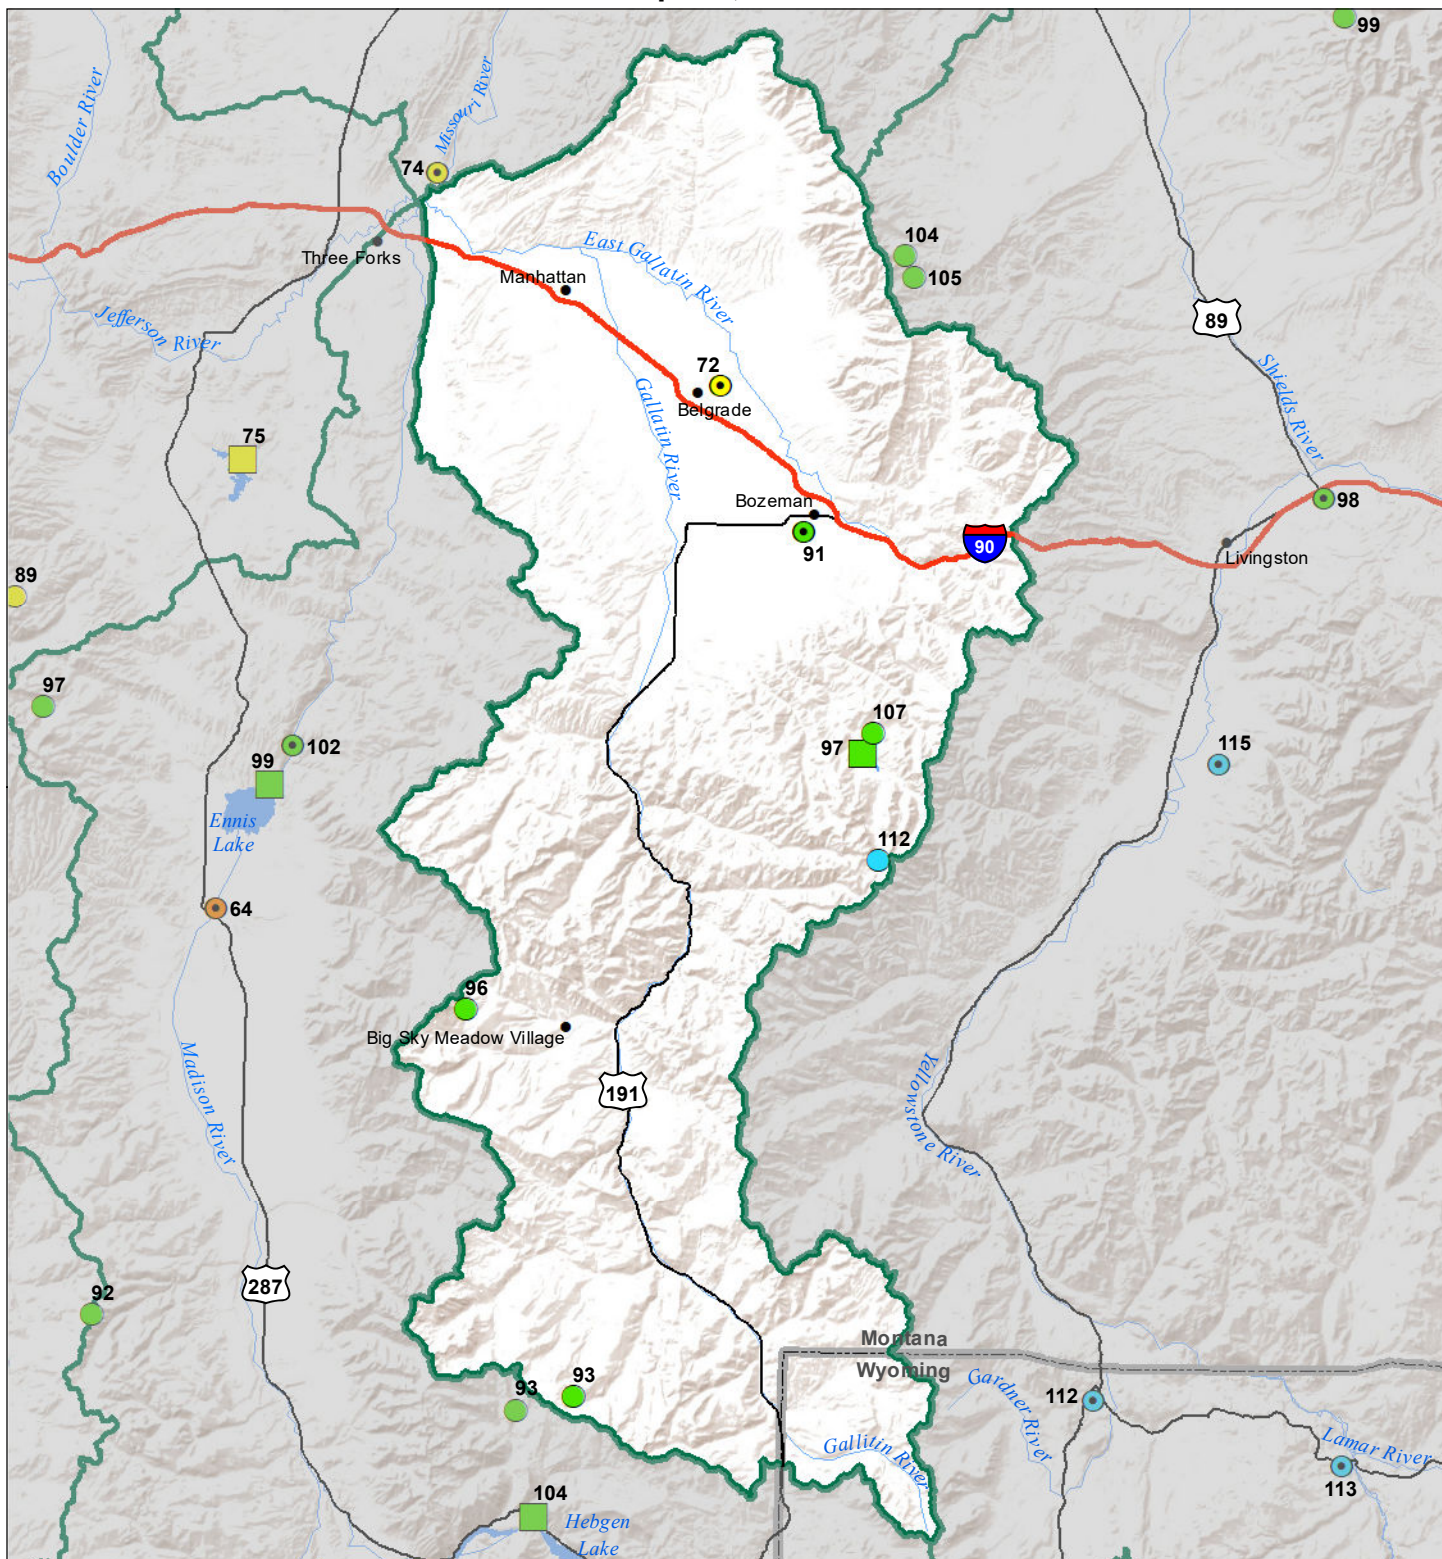 99
Boulder River
Missouri River
74
104
105
East Gallatin River
Three Forks
Manhattan
89
Jefferson River
72
Belgrade
Shields River
Gallatin River
75
Bozeman
98
91
90
Livingston
89
97
107
102
97
115
99
Ennis
Lake
112
64
96
Big Sky Meadow Village
Madison River
191
Yellowstone River
287
92
Montana
Wyoming
93
93
Gardner River
112
Gallitin River
Lamar River
113
104
Hebgen
Lake